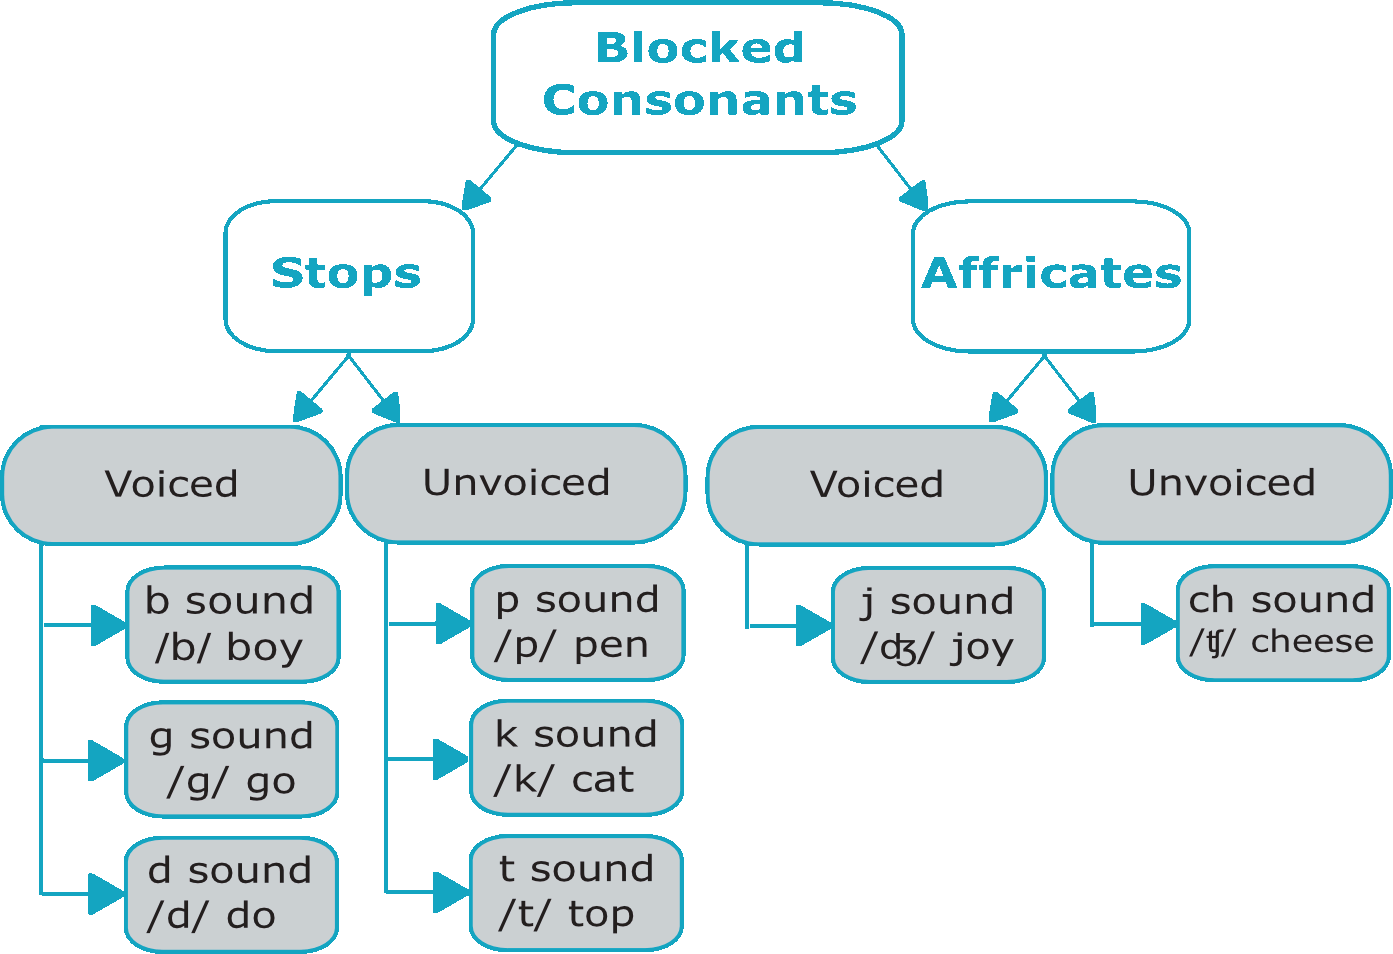 Blocked
Consonants
Stops
Affricates
Voiced
Unvoiced
Voiced
Unvoiced
b sound
/b/ boy
g sound
/g/ go
d sound
/d/ do
p sound
/p/ pen
k sound
/k/ cat
t sound
/t/ top
j sound
/ʤ/ joy
ch sound
/ʧ/ cheese